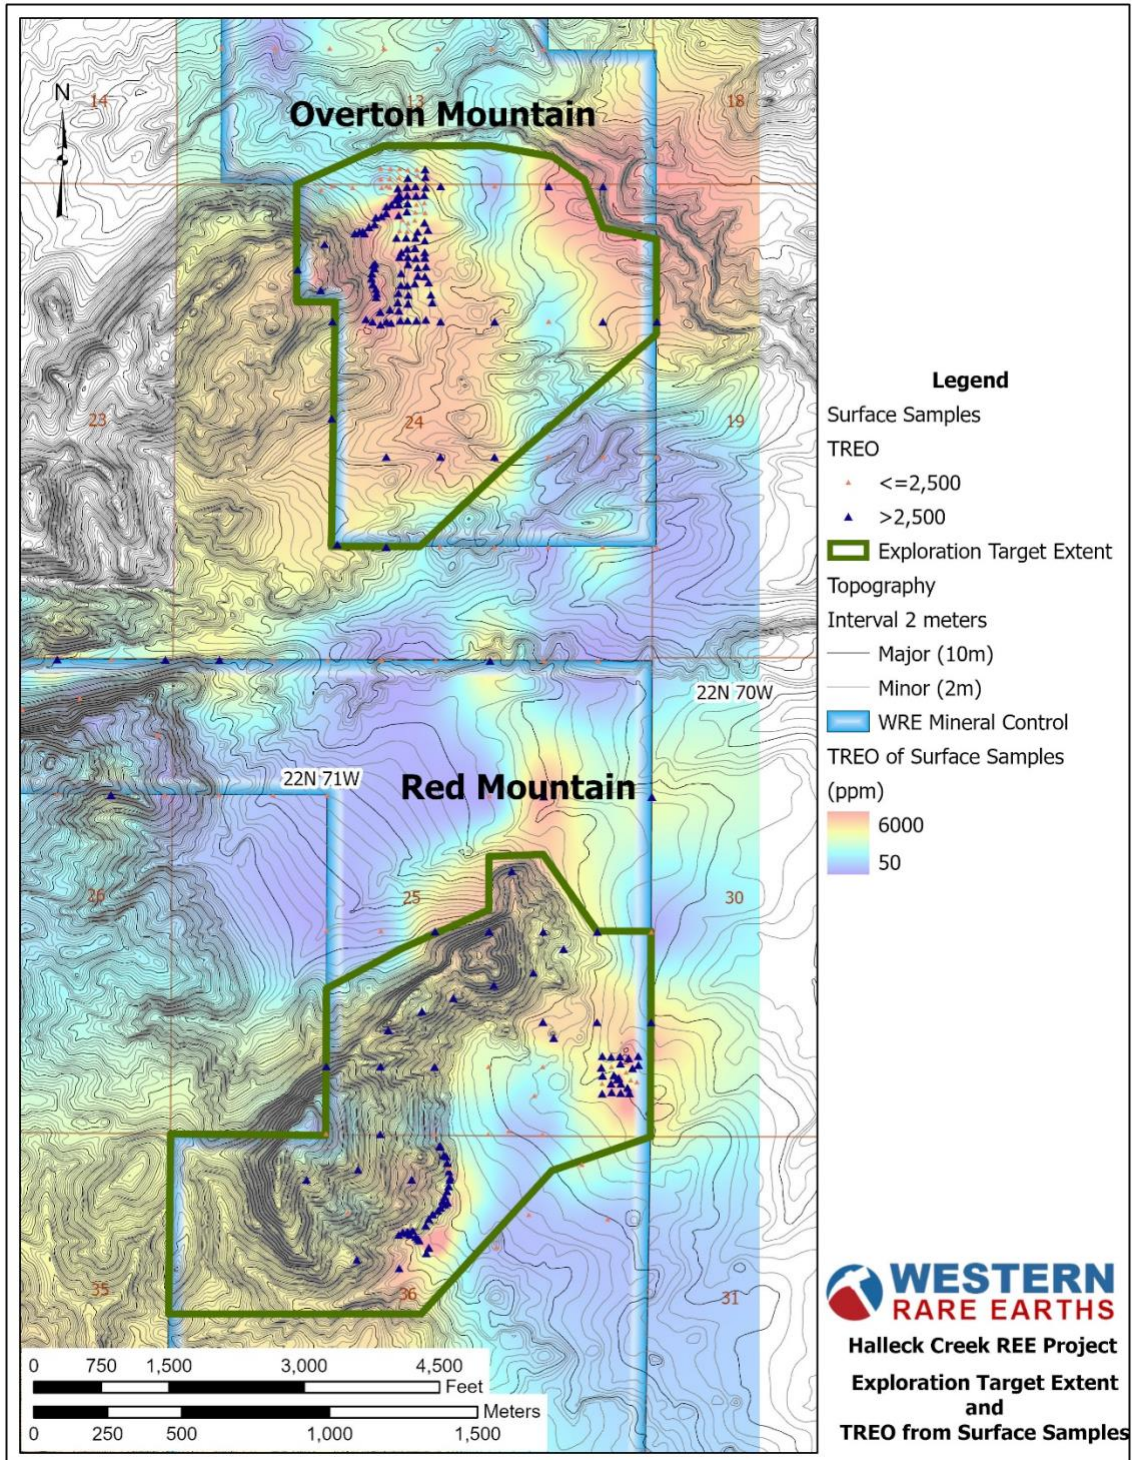 N
14
13
18
Overton Mountain
23
24
19
22N 70W
22N 71W
Red Mountain
26
25
30
35
36
31
0 750 1,500 3,000 4,500
Feet
Meters
0 250 500 1,000 1,500
Legend
Surface Samples
TREO
<=2,500
>2,500
Exploration Target Extent
Topography
Interval 2 meters
Major (10m)
Minor (2m)
WRE Mineral Control
TREO of Surface Samples
(ppm)
6000
50
WESTERN
RARE EARTHS
Halleck Creek REE Project
Exploration Target Extent
and
TREO from Surface Samples